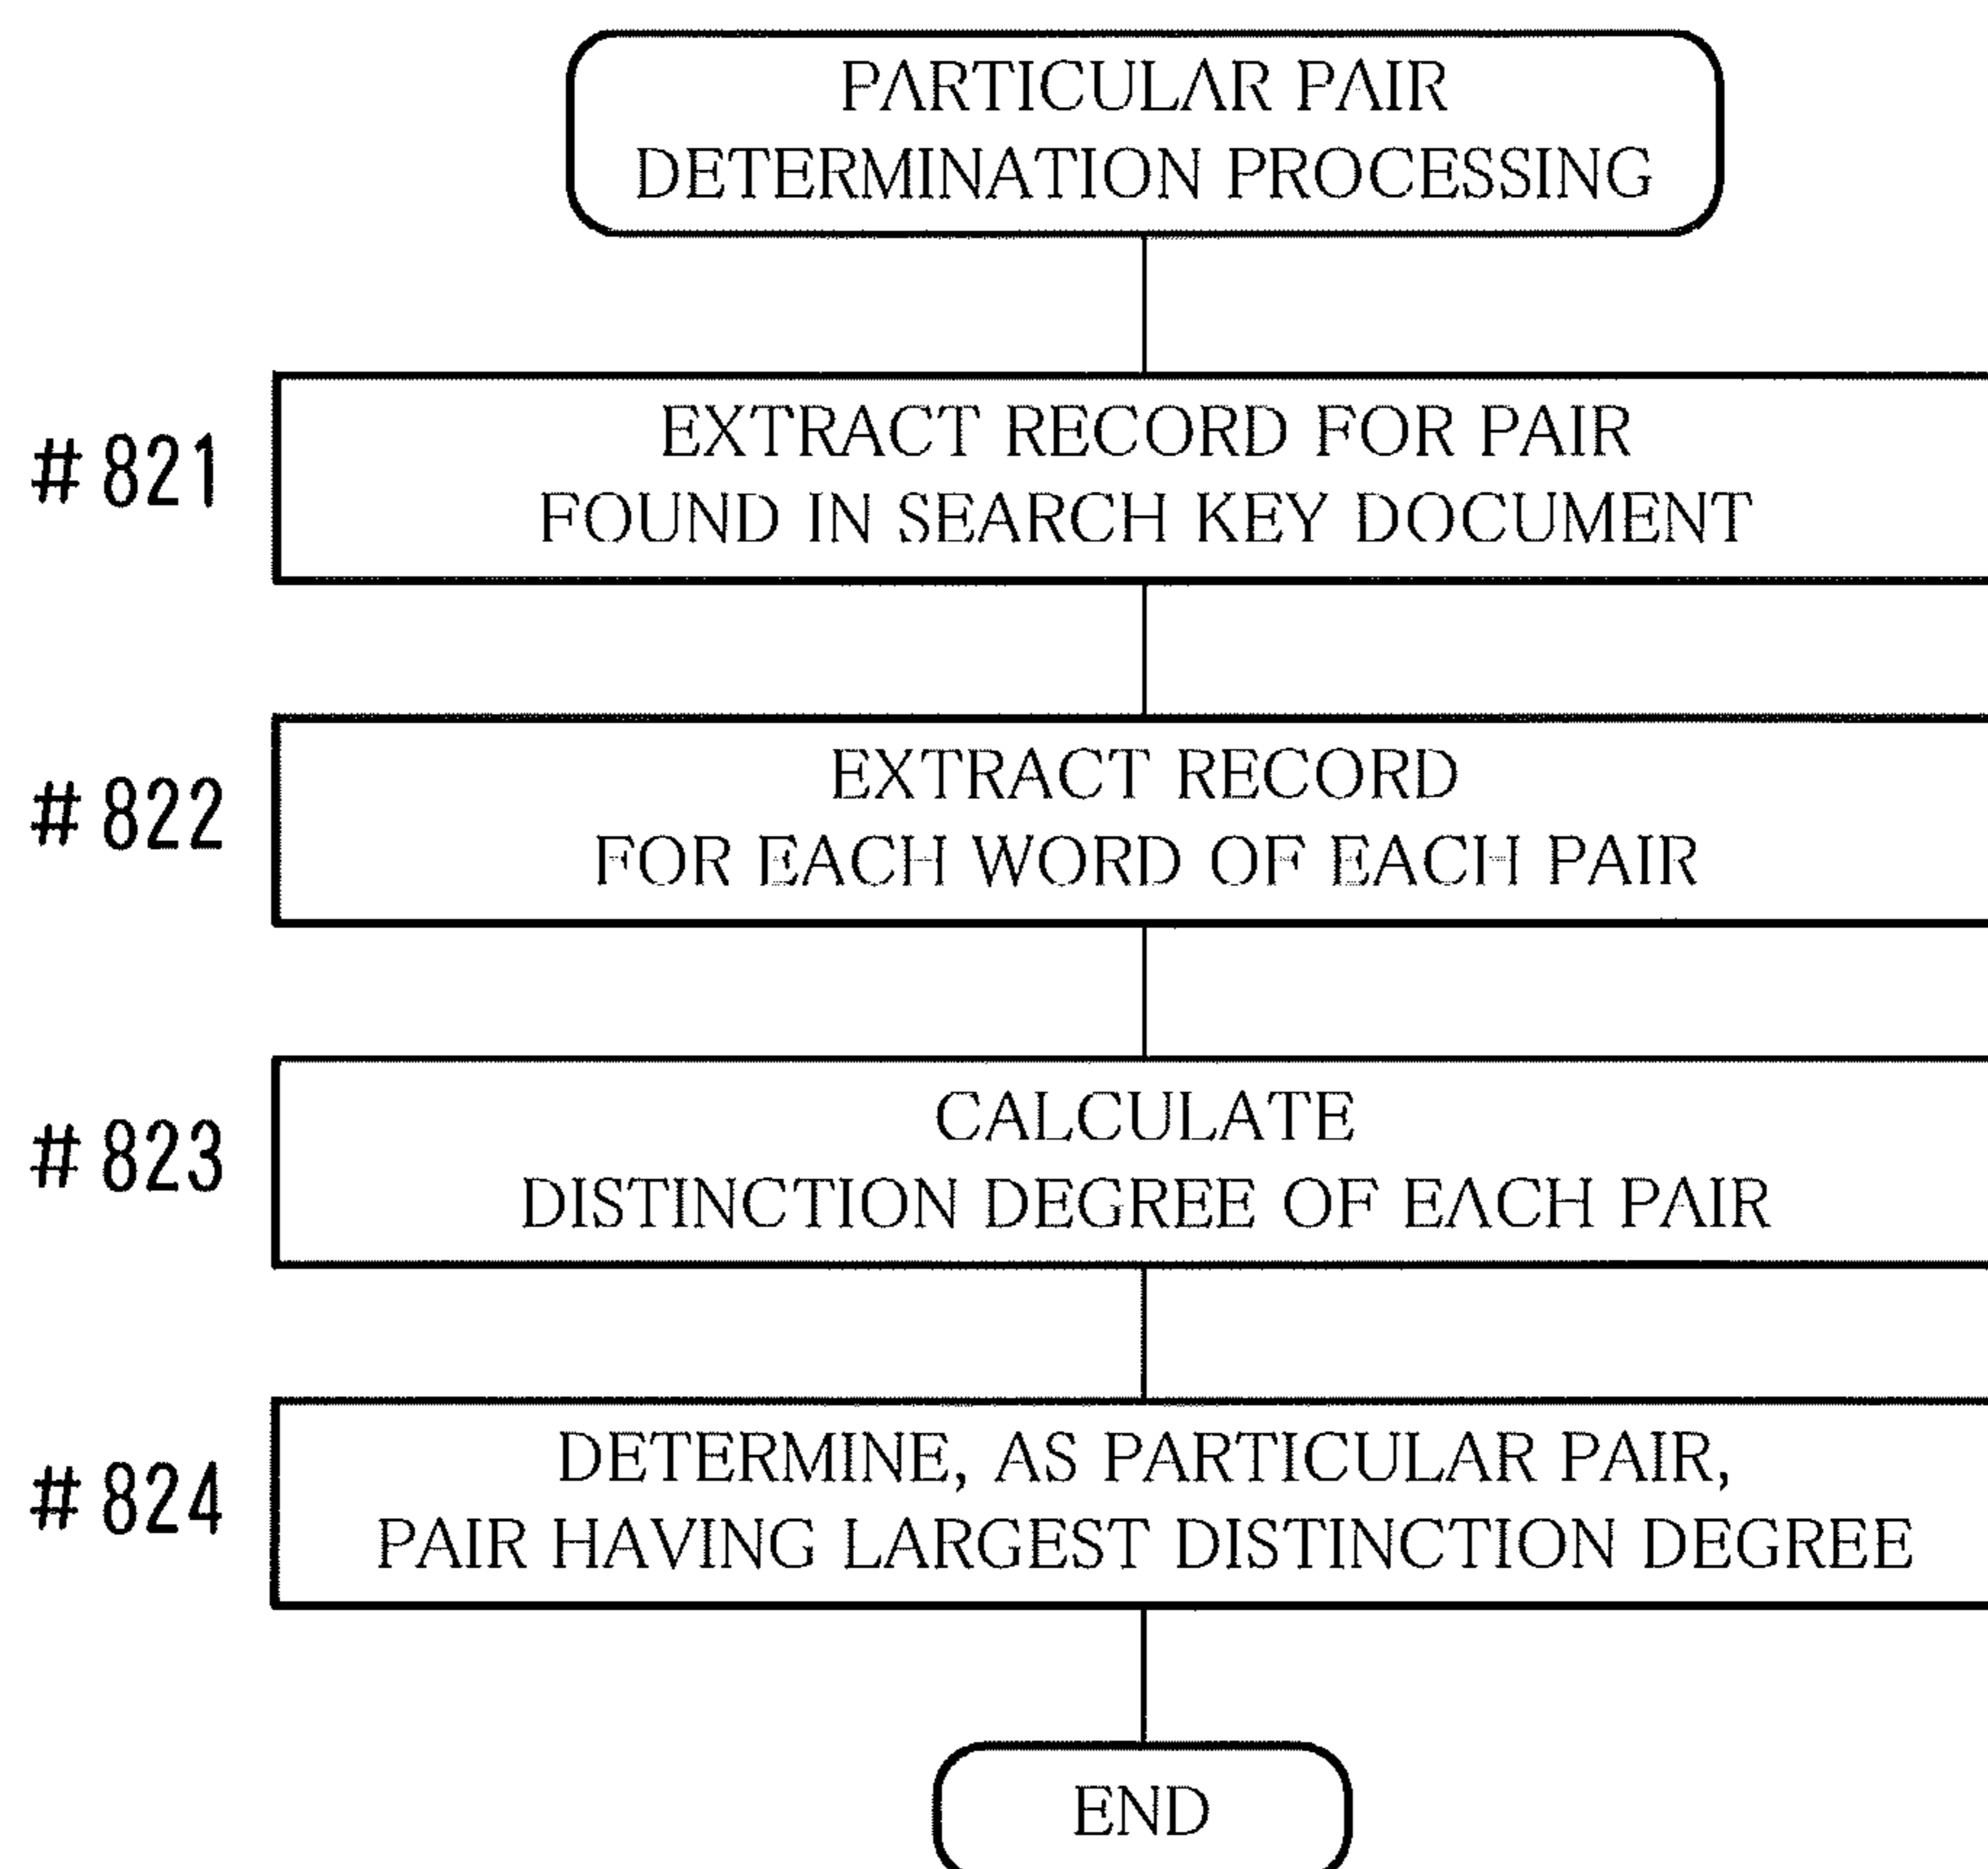 PARTICULAR PAIR
DETERMINATION PROCESSING
#821
EXTRACT RECORD FOR PAIR
FOUND IN SEARCH KEY DOCUMENT
#822
EXTRACT RECORD
FOR EACH WORD OF EACH PAIR
#823
CALCULATE
DISTINCTION DEGREE OF EACH PAIR
#824
DETERMINE, AS PARTICULAR PAIR,
PAIR HAVING LARGEST DISTINCTION DEGREE
END